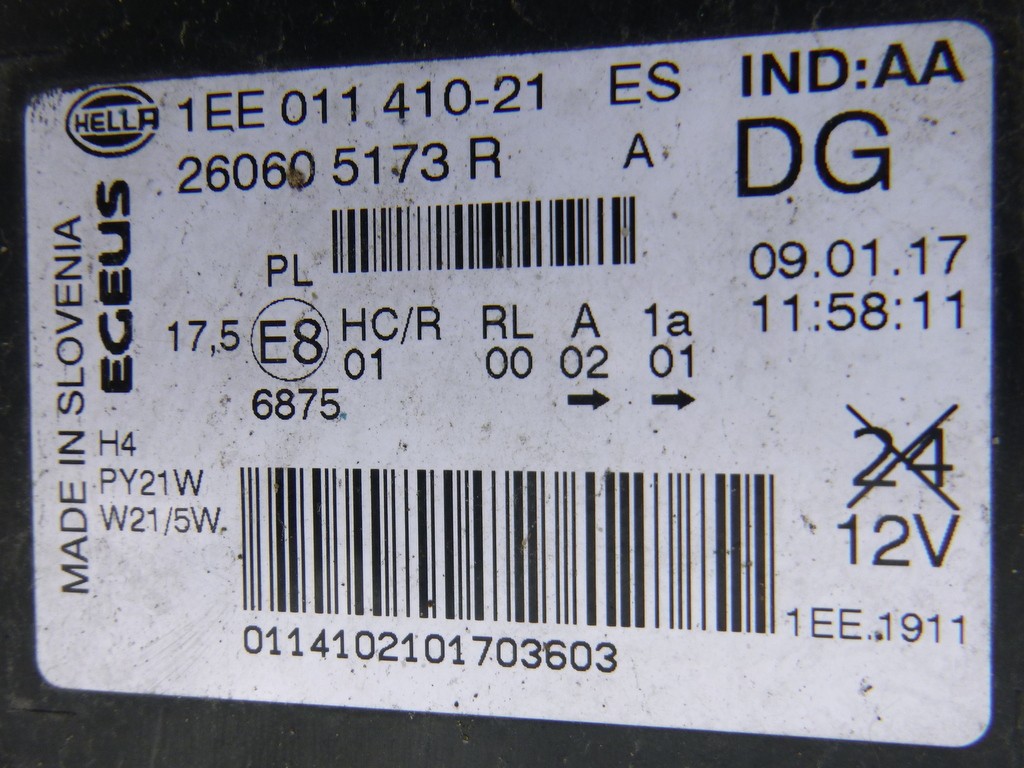 HELLA 1EE 011 410-21 ES IND:AA
26060 5173 R A DG
MADE IN SLOVENIA
EGEUS
PL
09.01.17
11:58:11
17,5 E8 HC/R RL A 1a
01 00 02 01
6875 → →
H4
PY21W
W21/5W
24
12V
1EE.1911
0114102101703603